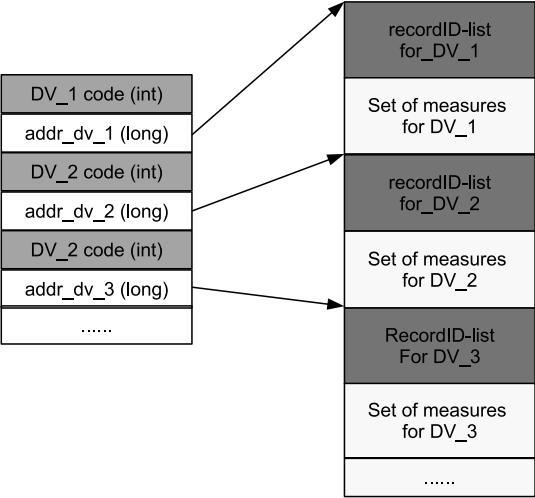 DV_1 code (int)
addr_dv_1 (long)
DV_2 code (int)
addr_dv_2 (long)
DV_2 code (int)
addr_dv_3 (long)
......
recordID-list
for_DV_1
Set of measures
for DV_1
recordID-list
for_DV_2
Set of measures
for DV_2
RecordID-list
For DV_3
Set of measures
for DV_3
......